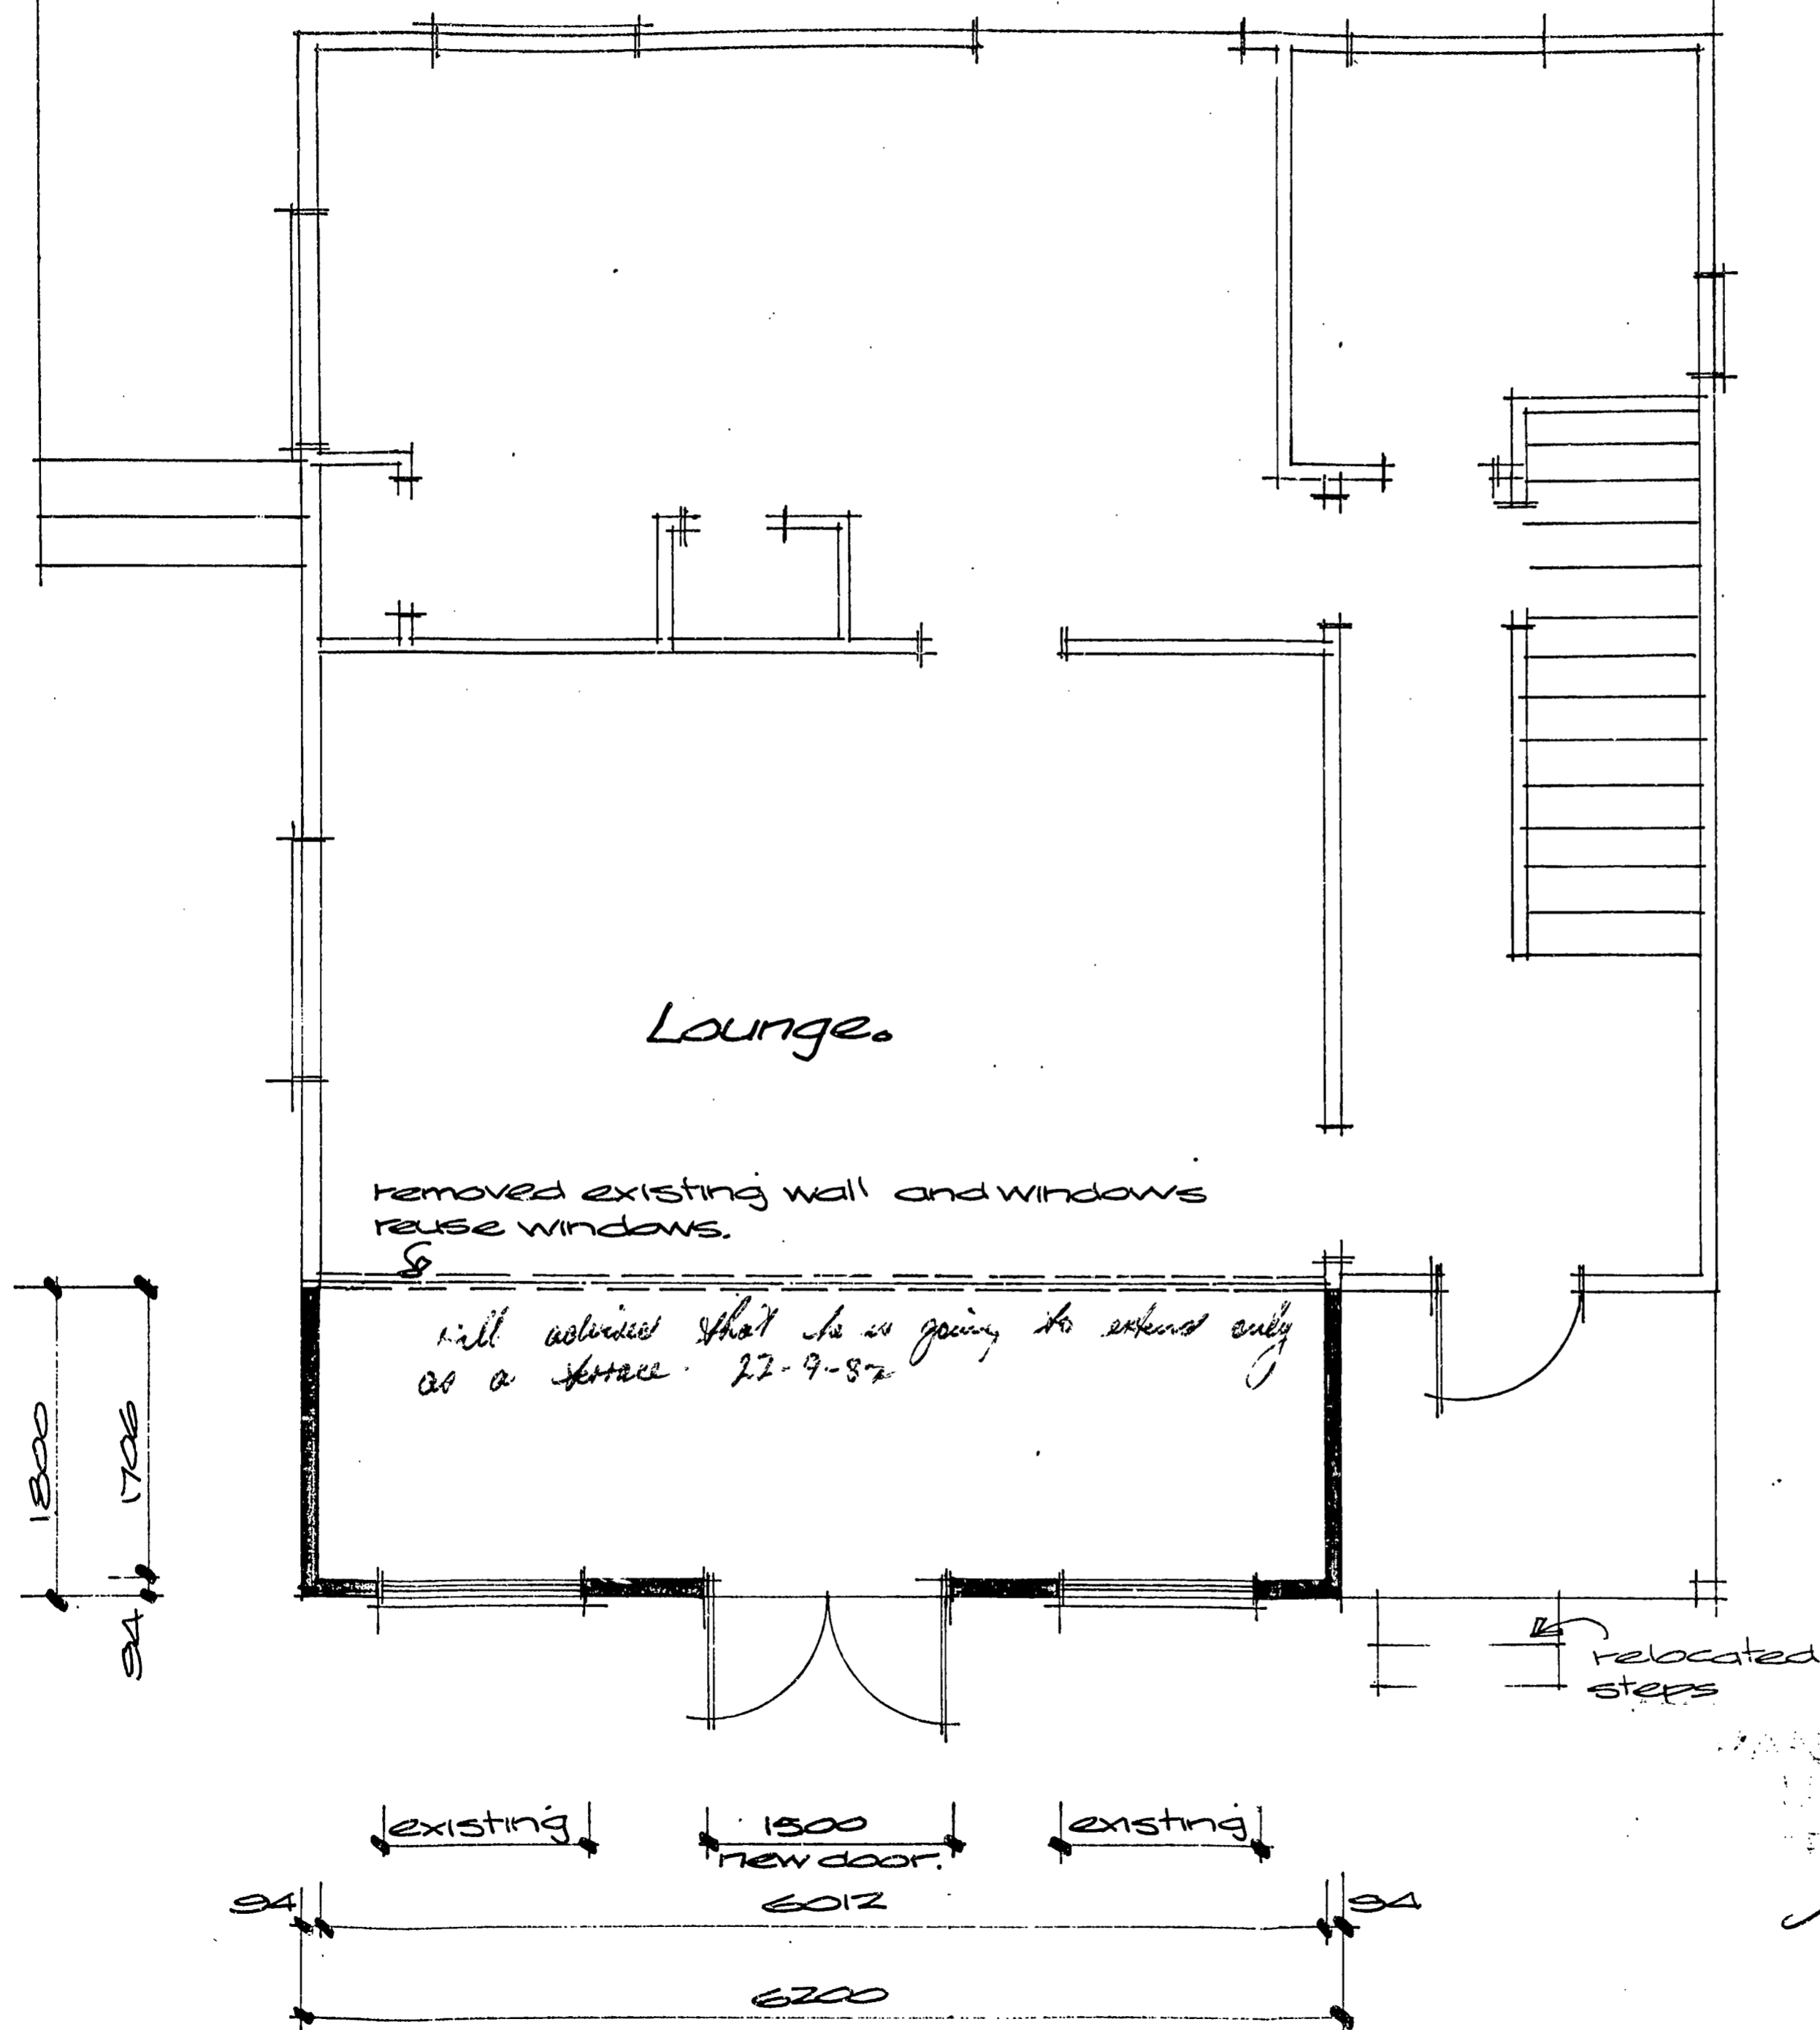 Lounge.
removed existing wall and windows
reuse windows.
advised that he is going to extend only
as a terrace. 22-9-82
1800
1706
94
relocated
steps
existing
1500
existing
new door.
94
6012
94
6200